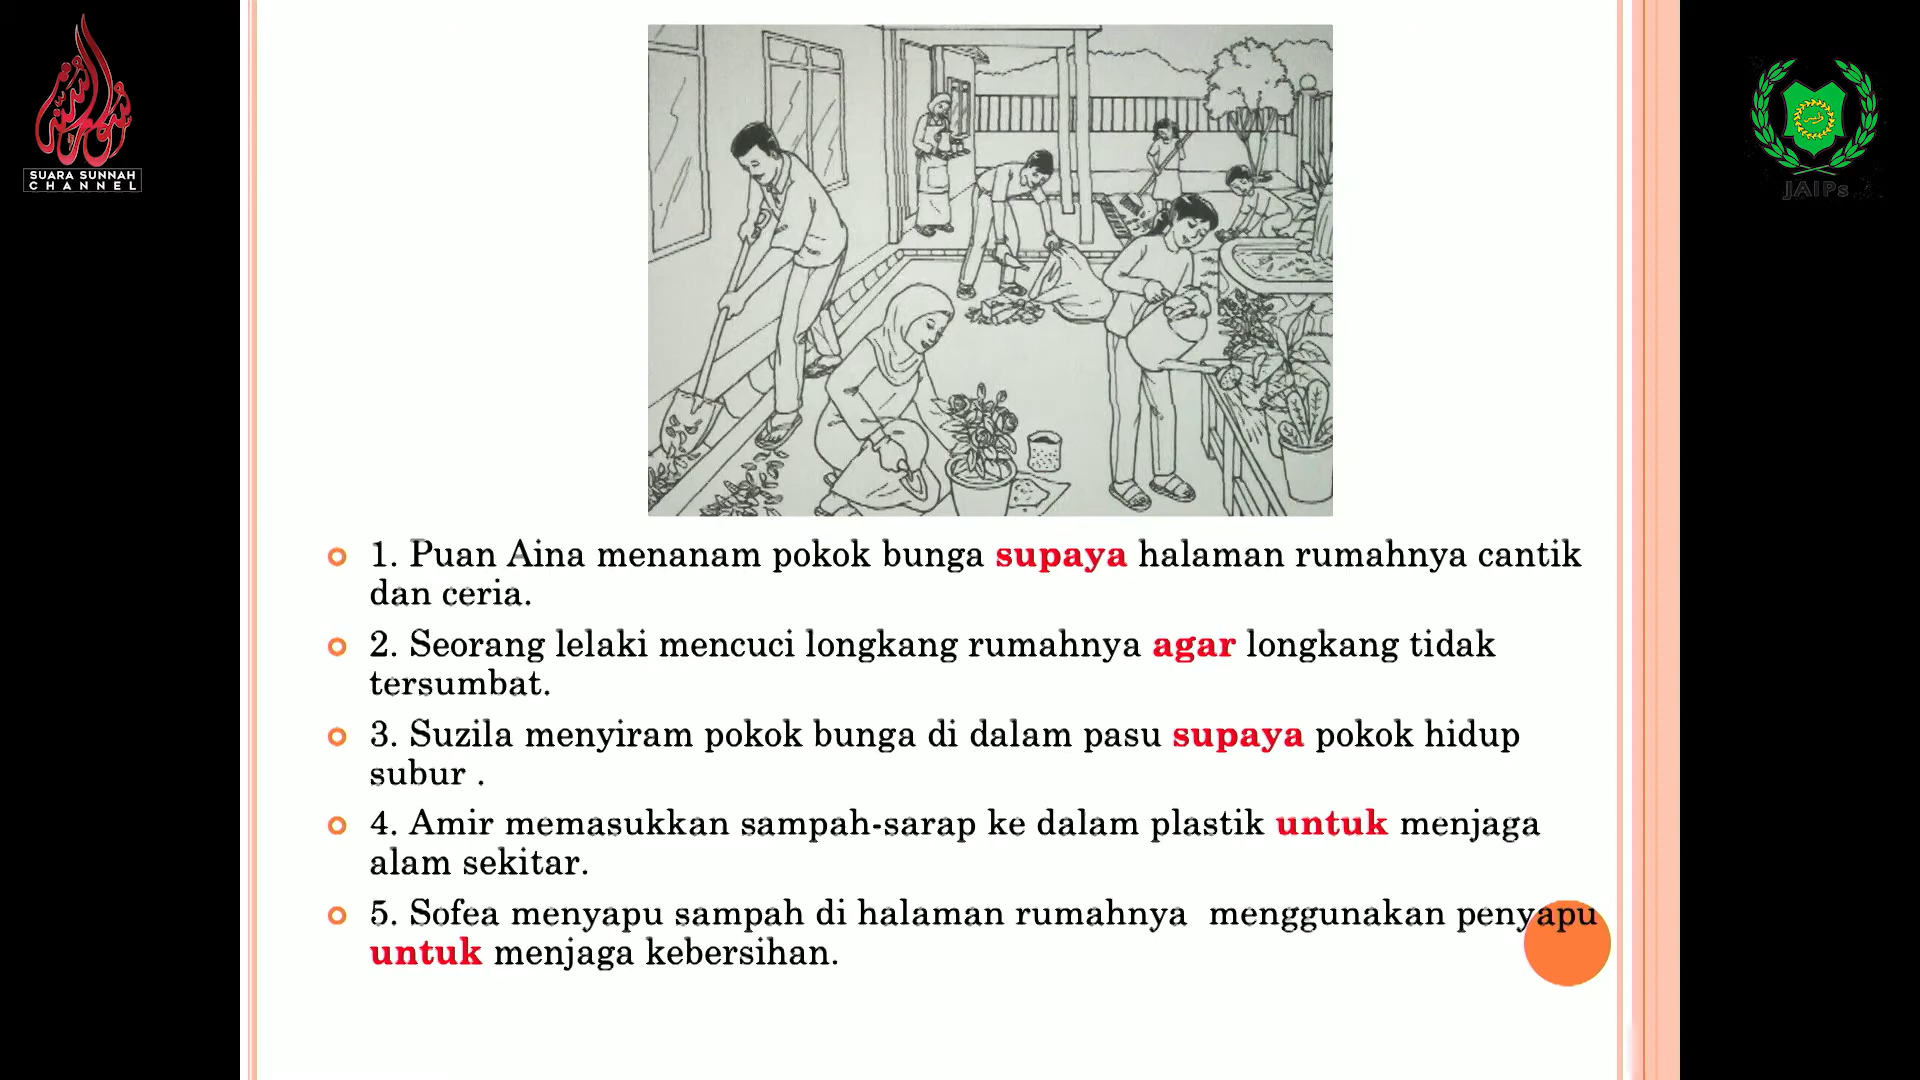 SUARA SUNNAH
CHANNEL
JAIPs
1. Puan Aina menanam pokok bunga supaya halaman rumahnya cantik
dan ceria.
2. Seorang lelaki mencuci longkang rumahnya agar longkang tidak
tersumbat.
3. Suzila menyiram pokok bunga di dalam pasu supaya pokok hidup
subur .
4. Amir memasukkan sampah-sarap ke dalam plastik untuk menjaga
alam sekitar.
5. Sofea menyapu sampah di halaman rumahnya  menggunakan penyapu
untuk menjaga kebersihan.